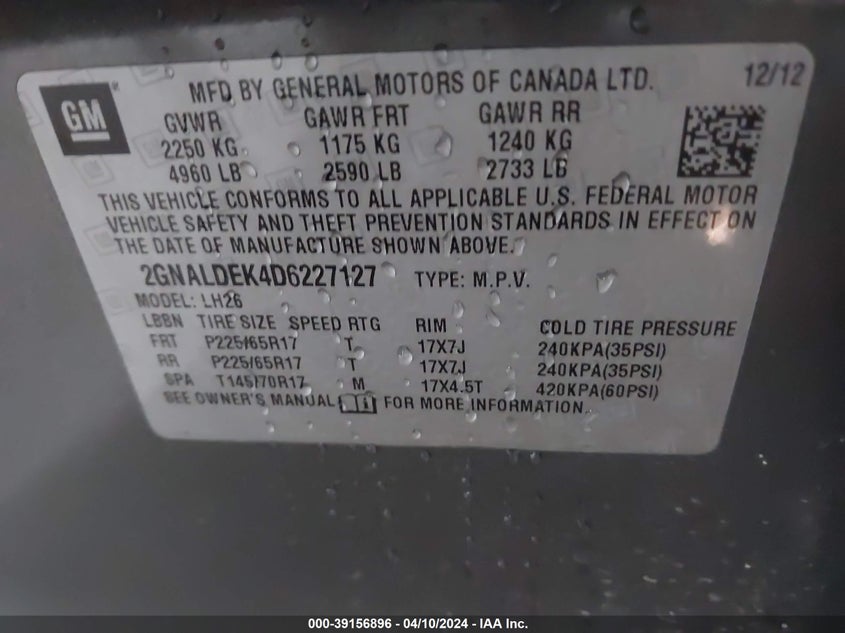 GM ®
MFD BY GENERAL MOTORS OF CANADA LTD. 12/12
GVWR GAWR FRT GAWR RR
2250 KG 1175 KG 1240 KG
4960 LB 2590 LB 2733 LB
THIS VEHICLE CONFORMS TO ALL APPLICABLE U.S. FEDERAL MOTOR
VEHICLE SAFETY AND THEFT PREVENTION STANDARDS IN EFFECT ON
THE DATE OF MANUFACTURE SHOWN ABOVE.
2GNALDEK4D6227127 TYPE: M.P.V.
MODEL: LH26
LBBN TIRE SIZE SPEED RTG RIM COLD TIRE PRESSURE
FRT P225/65R17 T 17X7J 240KPA(35PSI)
RR P225/65R17 T 17X7J 240KPA(35PSI)
SPA T145/70R17 M 17X4.5T 420KPA(60PSI)
SEE OWNER'S MANUAL i FOR MORE INFORMATION.
000-39156896 - 04/10/2024 - IAA Inc.